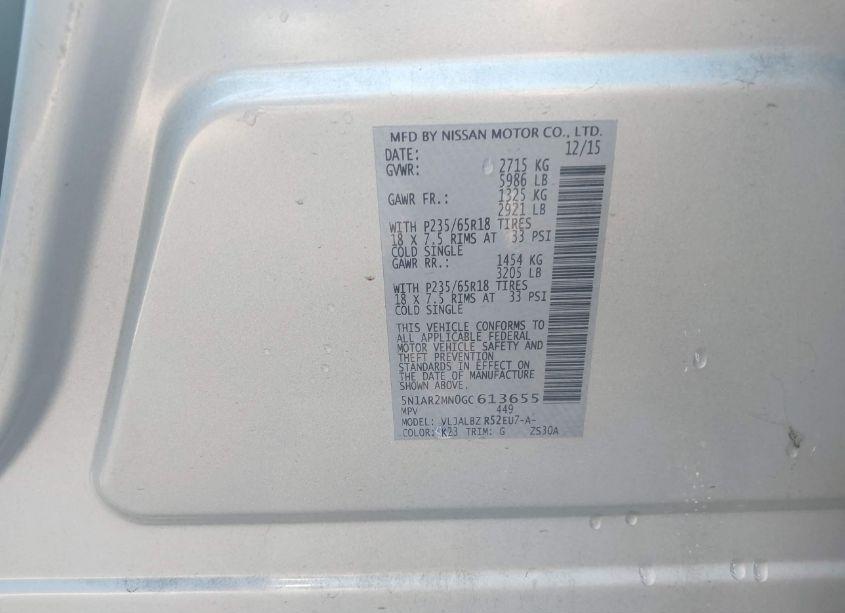 MFD BY NISSAN MOTOR CO., LTD.
DATE: 12/15
GVWR: 2715 KG
5986 LB
GAWR FR.: 1325 KG
2921 LB
WITH P235/65R18 TIRES
18 X 7.5 RIMS AT 33 PSI
COLD SINGLE
GAWR RR.: 1454 KG
3205 LB
WITH P235/65R18 TIRES
18 X 7.5 RIMS AT 33 PSI
COLD SINGLE
THIS VEHICLE CONFORMS TO
ALL APPLICABLE FEDERAL
MOTOR VEHICLE SAFETY AND
THEFT PREVENTION
STANDARDS IN EFFECT ON
THE DATE OF MANUFACTURE
SHOWN ABOVE.
5N1AR2MN0GC613655
MPV 449
MODEL: VLJALBZ R52EU7-A-
COLOR: K23 TRIM: G ZS30A